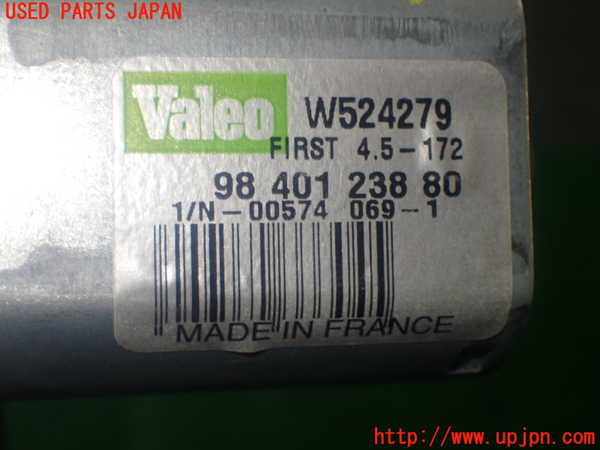 USED PARTS JAPAN
Valeo
W524279
FIRST 4.5-172
98 401 238 80
1/N-00574 069-1
MADE IN FRANCE
http://www.upjpn.com